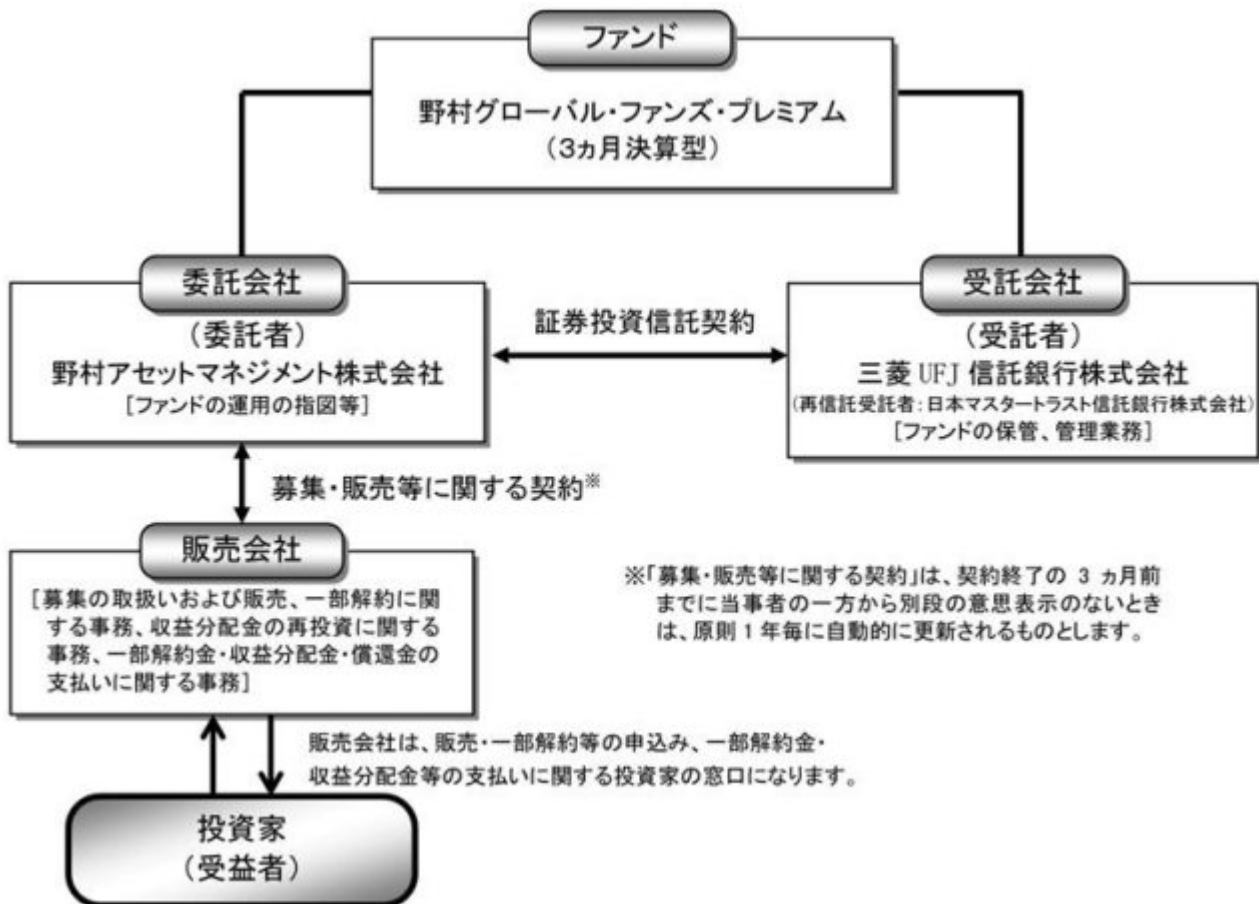 ファンド
野村グローバル・ファンズ・プレミアム
(3ヵ月決算型)
委託会社
(委託者)
野村アセットマネジメント株式会社
[ファンドの運用の指図等]
証券投資信託契約
受託会社
(受託者)
三菱 UFJ 信託銀行株式会社
(再信託受託者:日本マスタートラスト信託銀行株式会社)
[ファンドの保管、管理業務]
募集・販売等に関する契約※
販売会社
[募集の取扱いおよび販売、一部解約に関
する事務、収益分配金の再投資に関する
事務、一部解約金・収益分配金・償還金の
支払いに関する事務]
※「募集・販売等に関する契約」は、契約終了の 3 ヵ月前
までに当事者の一方から別段の意思表示のないとき
は、原則 1 年毎に自動的に更新されるものとします。
販売会社は、販売・一部解約等の申込み、一部解約金・
収益分配金等の支払いに関する投資家の窓口になります。
投資家
(受益者)